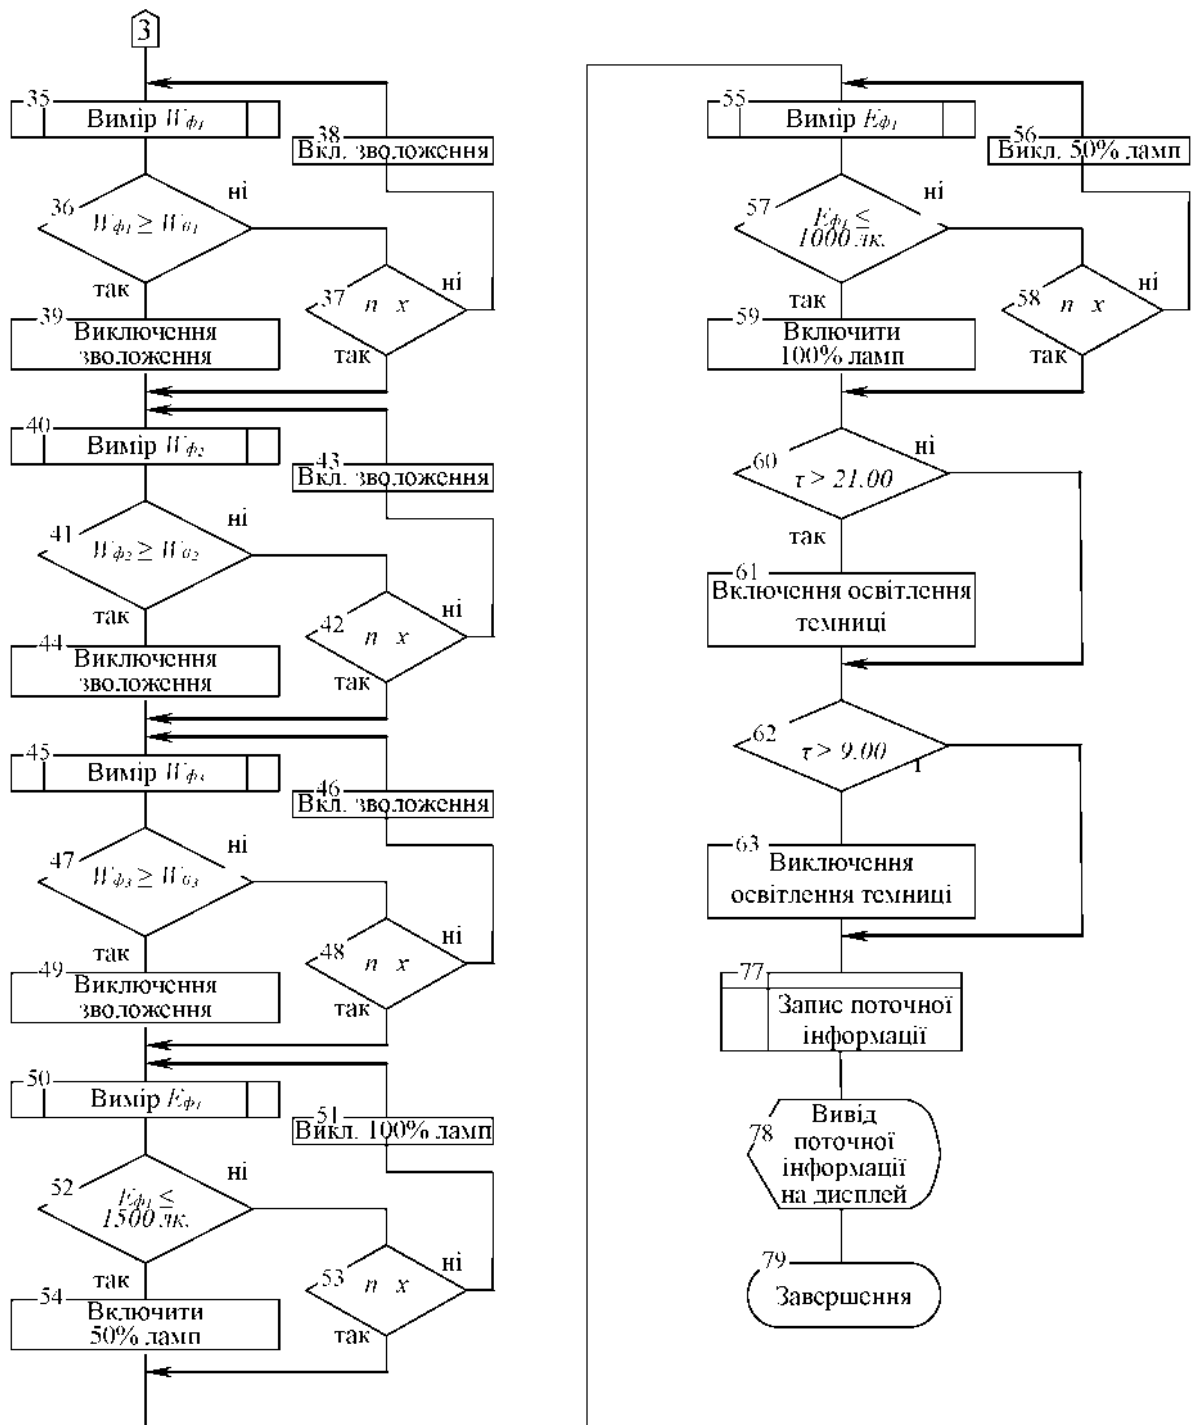 3
35
Вимір Wф1
38
Вкл. зволоження
36
Wф1 ≥ Wв1
ні
так
37
n x
ні
так
39
Виключення
зволоження
40
Вимір Wф2
43
Вкл. зволоження
41
Wф2 ≥ Wв2
ні
так
42
n x
ні
так
44
Виключення
зволоження
45
Вимір Wф3
46
Вкл. зволоження
47
Wф3 ≥ Wв3
ні
так
48
n x
ні
так
49
Виключення
зволоження
50
Вимір Eф1
51
Викл. 100% ламп
52
Eф1 ≤
1500 лк.
ні
так
53
n x
ні
так
54
Включити
50% ламп
55
Вимір Eф1
56
Викл. 50% ламп
57
Eф1 ≤
1000 лк.
ні
так
58
n x
ні
так
59
Включити
100% ламп
60
τ > 21.00
ні
так
61
Включення освітлення
темниці
62
τ > 9.00
63
Виключення
освітлення темниці
77
Запис поточної
інформації
78
Вивід
поточної
інформації
на дисплей
79
Завершення